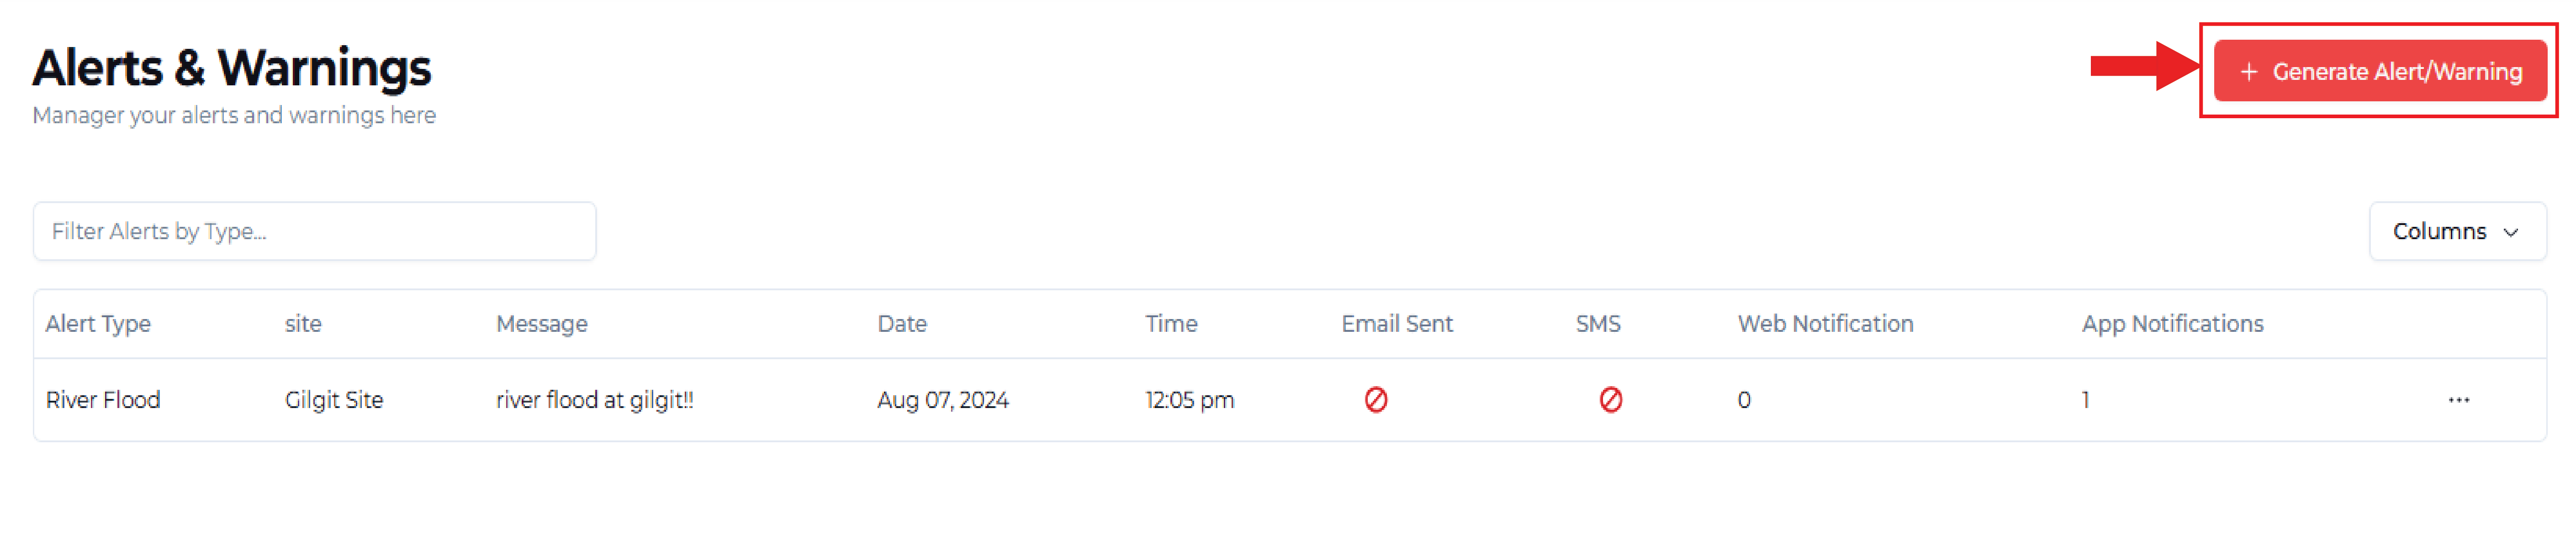 Alerts & Warnings
Manager your alerts and warnings here
+ Generate Alert/Warning
Filter Alerts by Type...
Columns
Alert Type site Message Date Time Email Sent SMS Web Notification App Notifications
River Flood Gilgit Site river flood at gilgit!! Aug 07, 2024 12:05 pm 0 1 ...